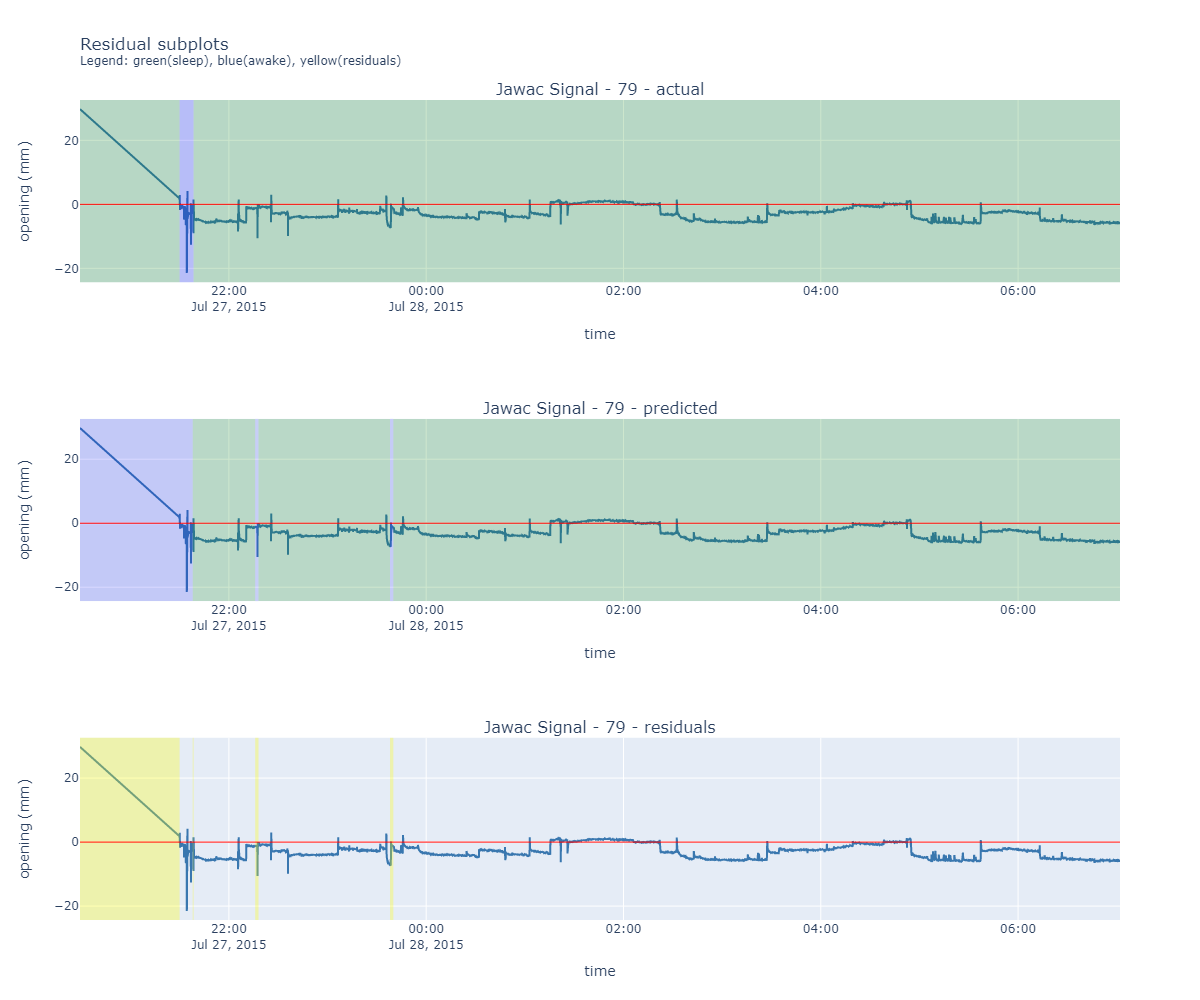 Residual subplots
Legend: green(sleep), blue(awake), yellow(residuals)
Jawac Signal - 79 - actual
opening (mm)
20
0
−20
22:00 00:00 02:00 04:00 06:00
Jul 27, 2015 Jul 28, 2015
time
Jawac Signal - 79 - predicted
opening (mm)
20
0
−20
22:00 00:00 02:00 04:00 06:00
Jul 27, 2015 Jul 28, 2015
time
Jawac Signal - 79 - residuals
opening (mm)
20
0
−20
22:00 00:00 02:00 04:00 06:00
Jul 27, 2015 Jul 28, 2015
time